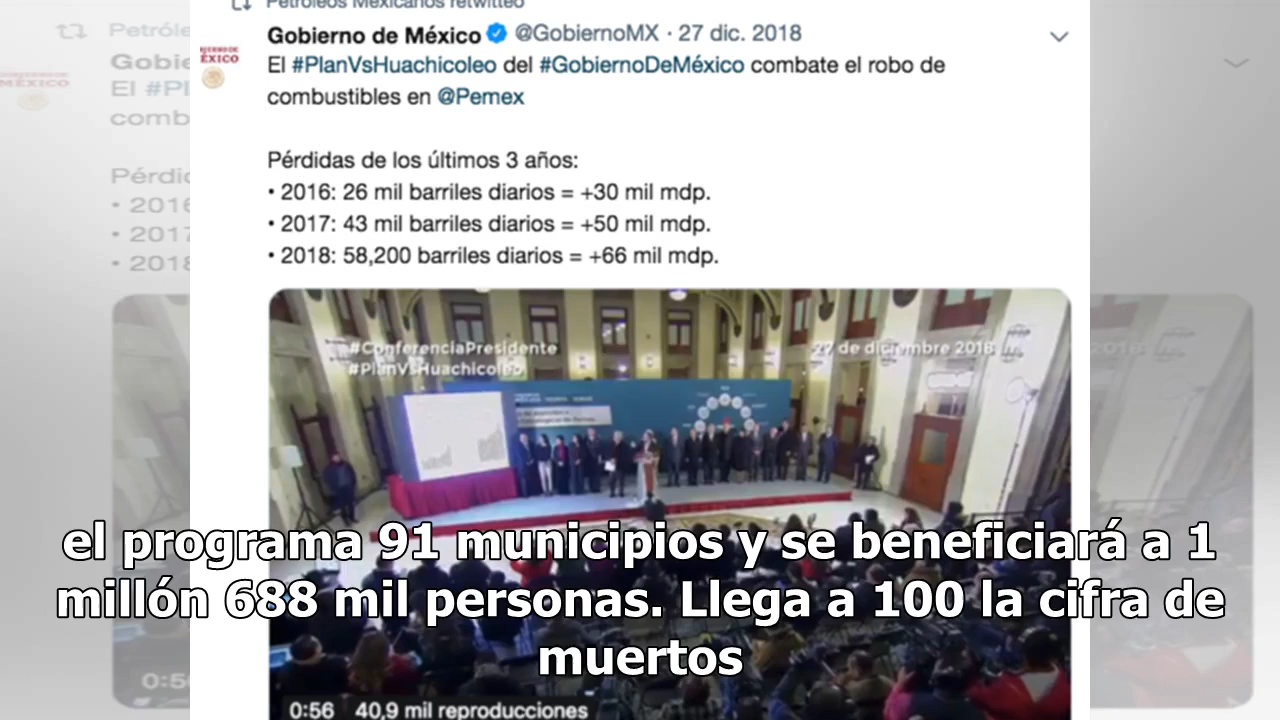 Petróleos Mexicanos retwitteó
Gobierno de México @GobiernoMX · 27 dic. 2018
El #PlanVsHuachicoleo del #GobiernoDeMéxico combate el robo de
combustibles en @Pemex
Pérdidas de los últimos 3 años:
• 2016: 26 mil barriles diarios = +30 mil mdp.
• 2017: 43 mil barriles diarios = +50 mil mdp.
• 2018: 58,200 barriles diarios = +66 mil mdp.
#ConferenciaPresidente
#PlanVsHuachicoleo
27 de diciembre 2018
el programa 91 municipios y se beneficiará a 1
millón 688 mil personas. Llega a 100 la cifra de
muertos
0:56 40,9 mil reproducciones